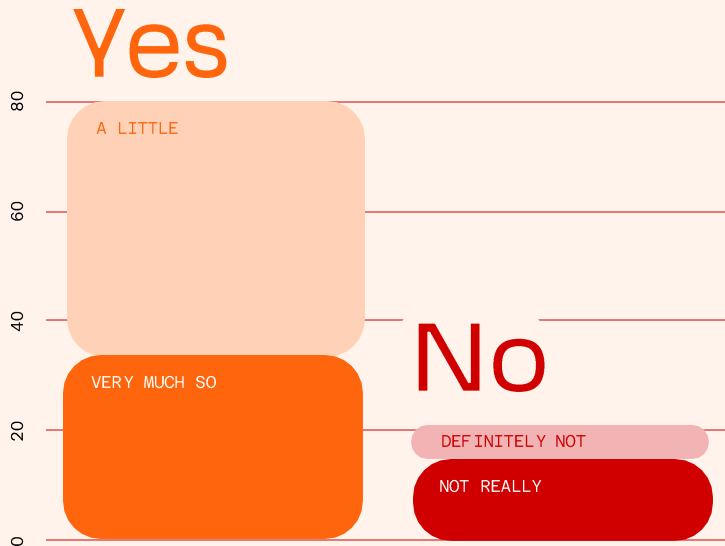 Yes
80
A LITTLE
60
40
No
VERY MUCH SO
20
DEFINITELY NOT
NOT REALLY
0